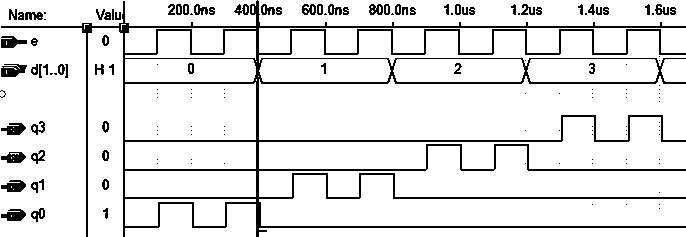 Name: Valu 200.0ns 400.0ns 600.0ns 800.0ns 1.0us 1.2us 1.4us 1.6us
e 0
d[1..0] H 1 0 1 2 3
q3 0
q2 0
q1 0
q0 1